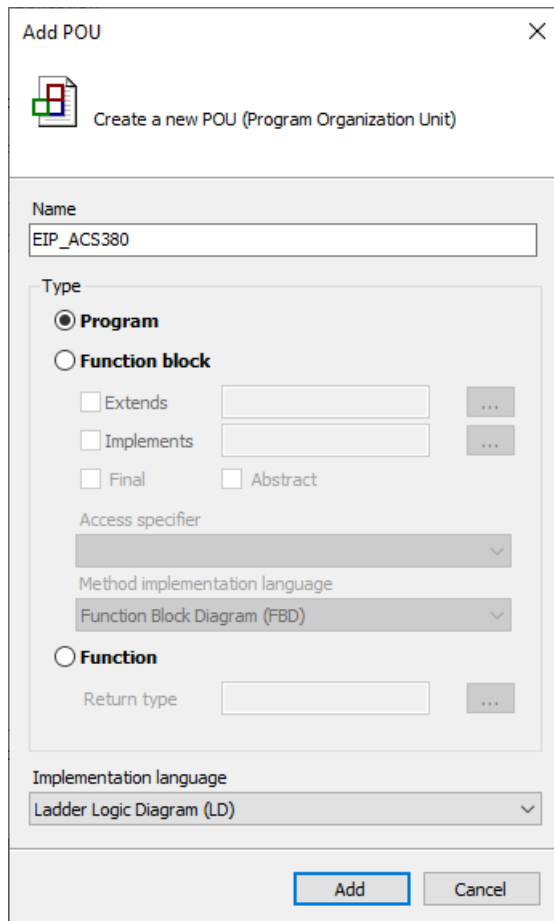 Add POU
Create a new POU (Program Organization Unit)
Name
EIP_ACS380
Type
Program
Function block
Extends
...
Implements
...
Final Abstract
Access specifier
Method implementation language
Function Block Diagram (FBD)
Function
Return type
...
Implementation language
Ladder Logic Diagram (LD)
Add Cancel